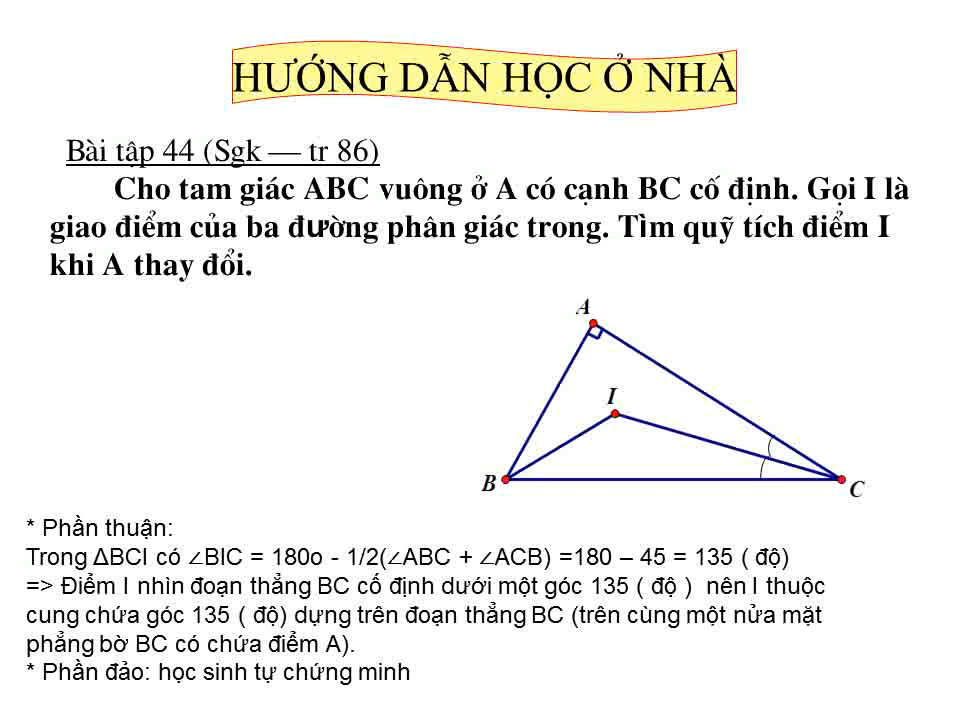 HƯỚNG DẪN HỌC Ở NHÀ
Bài tập 44 (Sgk — tr 86)
Cho tam giác ABC vuông ở A có cạnh BC cố định. Gọi I là
giao điểm của ba đường phân giác trong. Tìm quỹ tích điểm I
khi A thay đổi.
A
I
B
C
* Phần thuận:
Trong ΔBCI có ∠BIC = 180o - 1/2(∠ABC + ∠ACB) =180 – 45 = 135 ( độ)
=> Điểm I nhìn đoạn thẳng BC cố định dưới một góc 135 ( độ ) nên I thuộc
cung chứa góc 135 ( độ) dựng trên đoạn thẳng BC (trên cùng một nửa mặt
phẳng bờ BC có chứa điểm A).
* Phần đảo: học sinh tự chứng minh